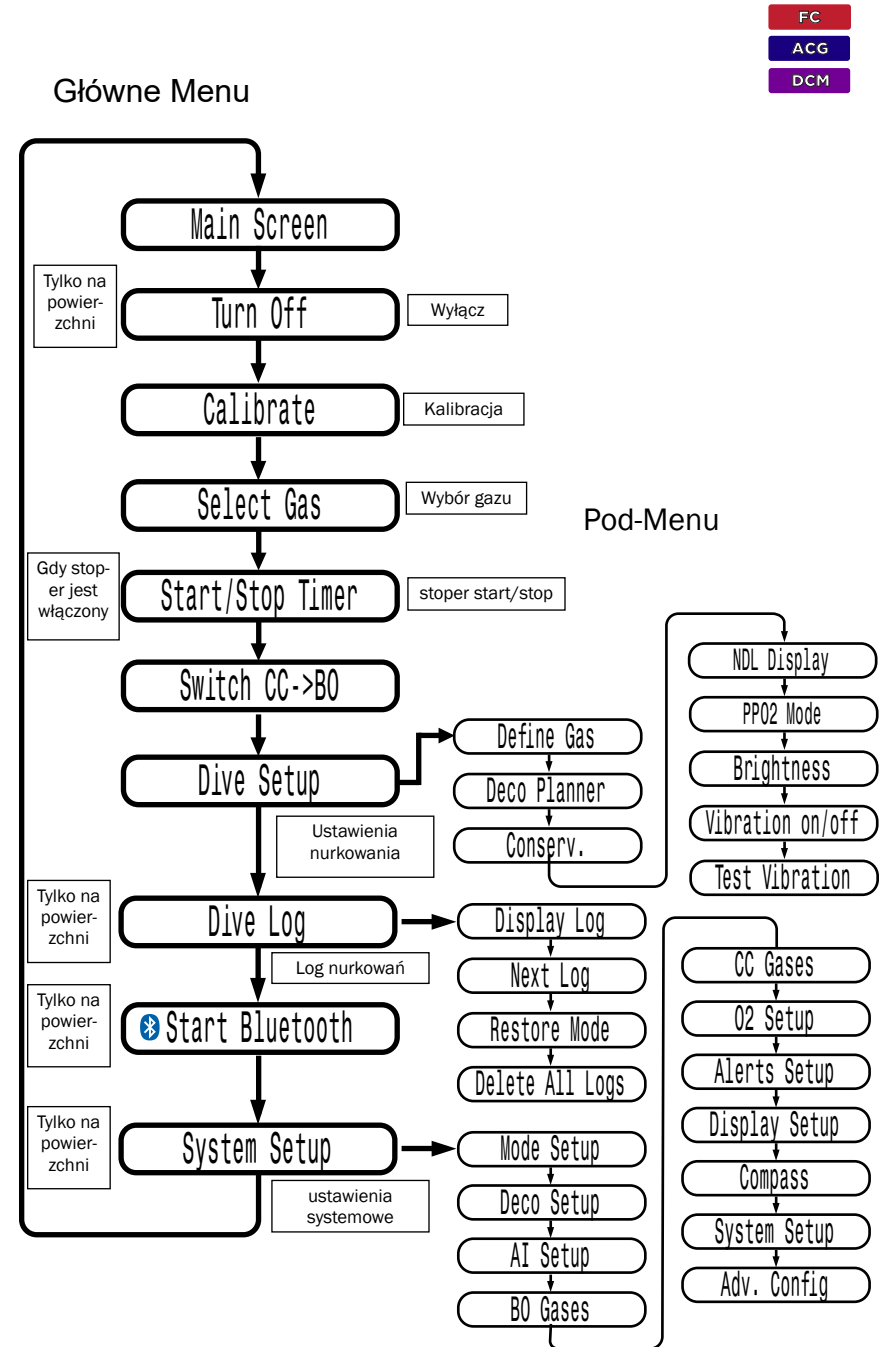 FC
ACG
DCM
Główne Menu
Main Screen
Tylko na
powier-
zchni
Turn Off
Wyłącz
Calibrate
Kalibracja
Select Gas
Wybór gazu
Pod-Menu
Gdy stop-
er jest
włączony
Start/Stop Timer
stoper start/stop
Switch CC->BO
Dive Setup
Ustawienia
nurkowania
Define Gas
Deco Planner
Conserv.
NDL Display
PPO2 Mode
Brightness
Vibration on/off
Test Vibration
Tylko na
powier-
zchni
Dive Log
Log nurkowań
Display Log
Next Log
Restore Mode
Delete All Logs
Tylko na
powier-
zchni
Start Bluetooth
Tylko na
powier-
zchni
System Setup
ustawienia
systemowe
Mode Setup
Deco Setup
AI Setup
BO Gases
CC Gases
O2 Setup
Alerts Setup
Display Setup
Compass
System Setup
Adv. Config